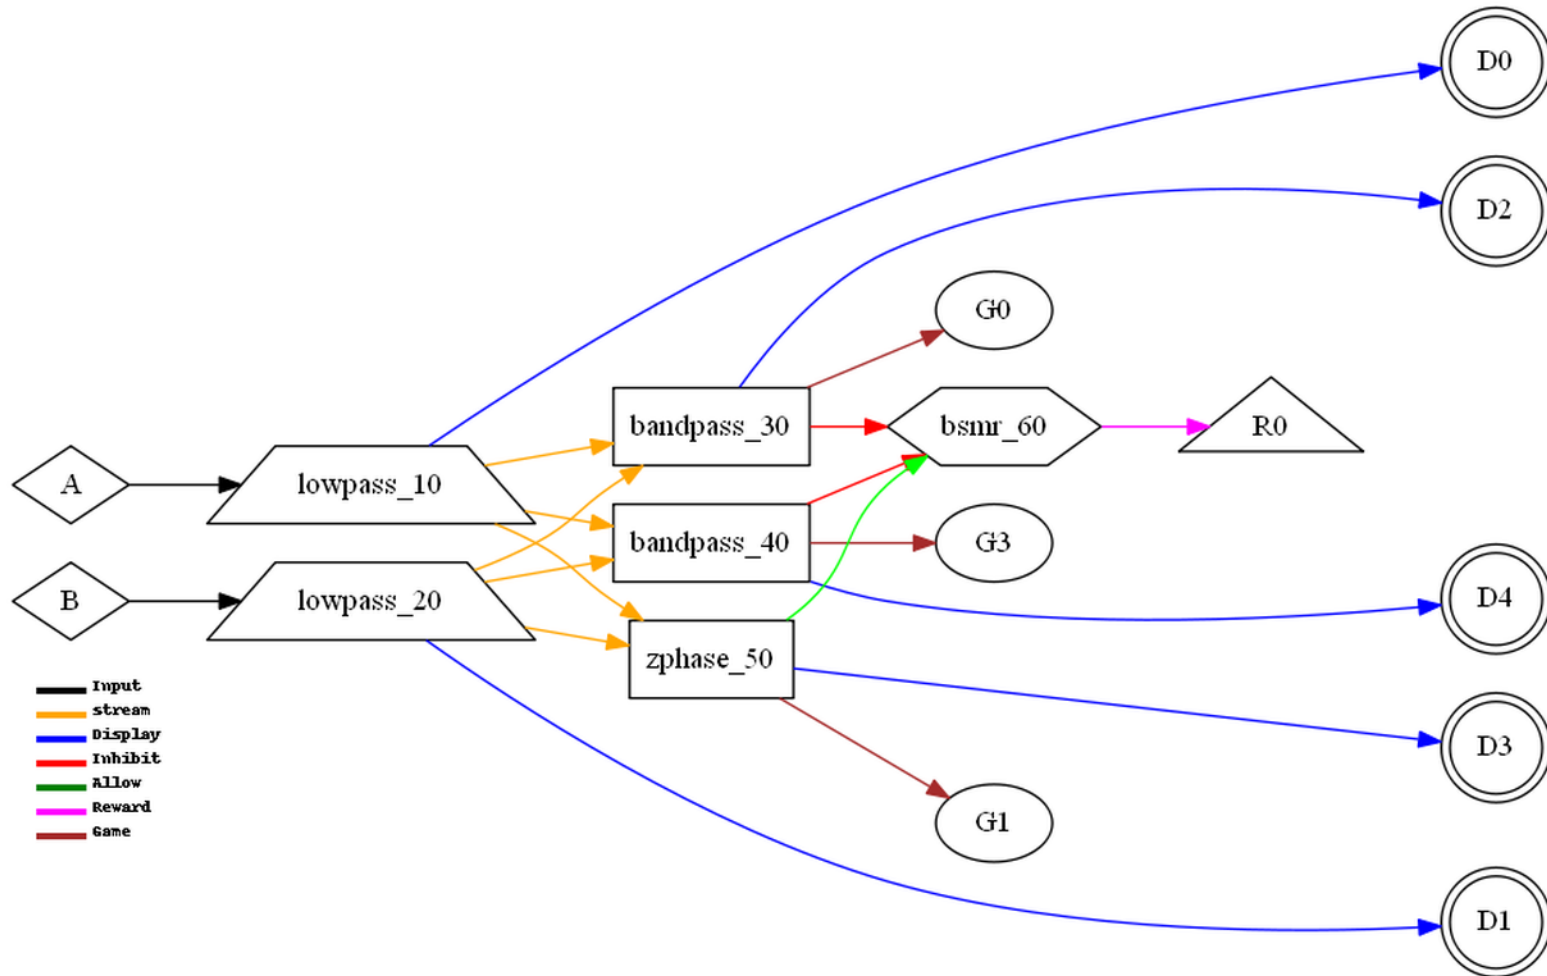 D0
D2
G0
bandpass_30
bsmr_60
R0
A
lowpass_10
bandpass_40
G3
B
lowpass_20
D4
zphase_50
Input
stream
Display
Inhibit
Allow
Reward
Game
D3
G1
D1